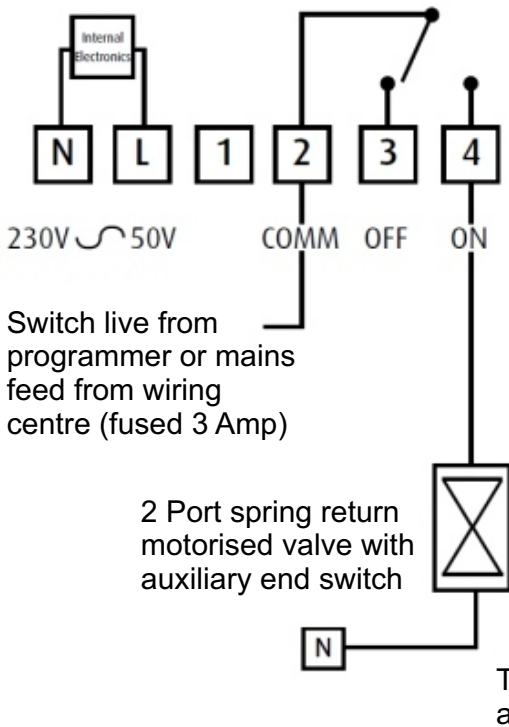 Internal
Electronics
N L 1 2 3 4
230V 50V COMM OFF ON
Switch live from
programmer or mains
feed from wiring
centre (fused 3 Amp)
2 Port spring return
motorised valve with
auxiliary end switch
N